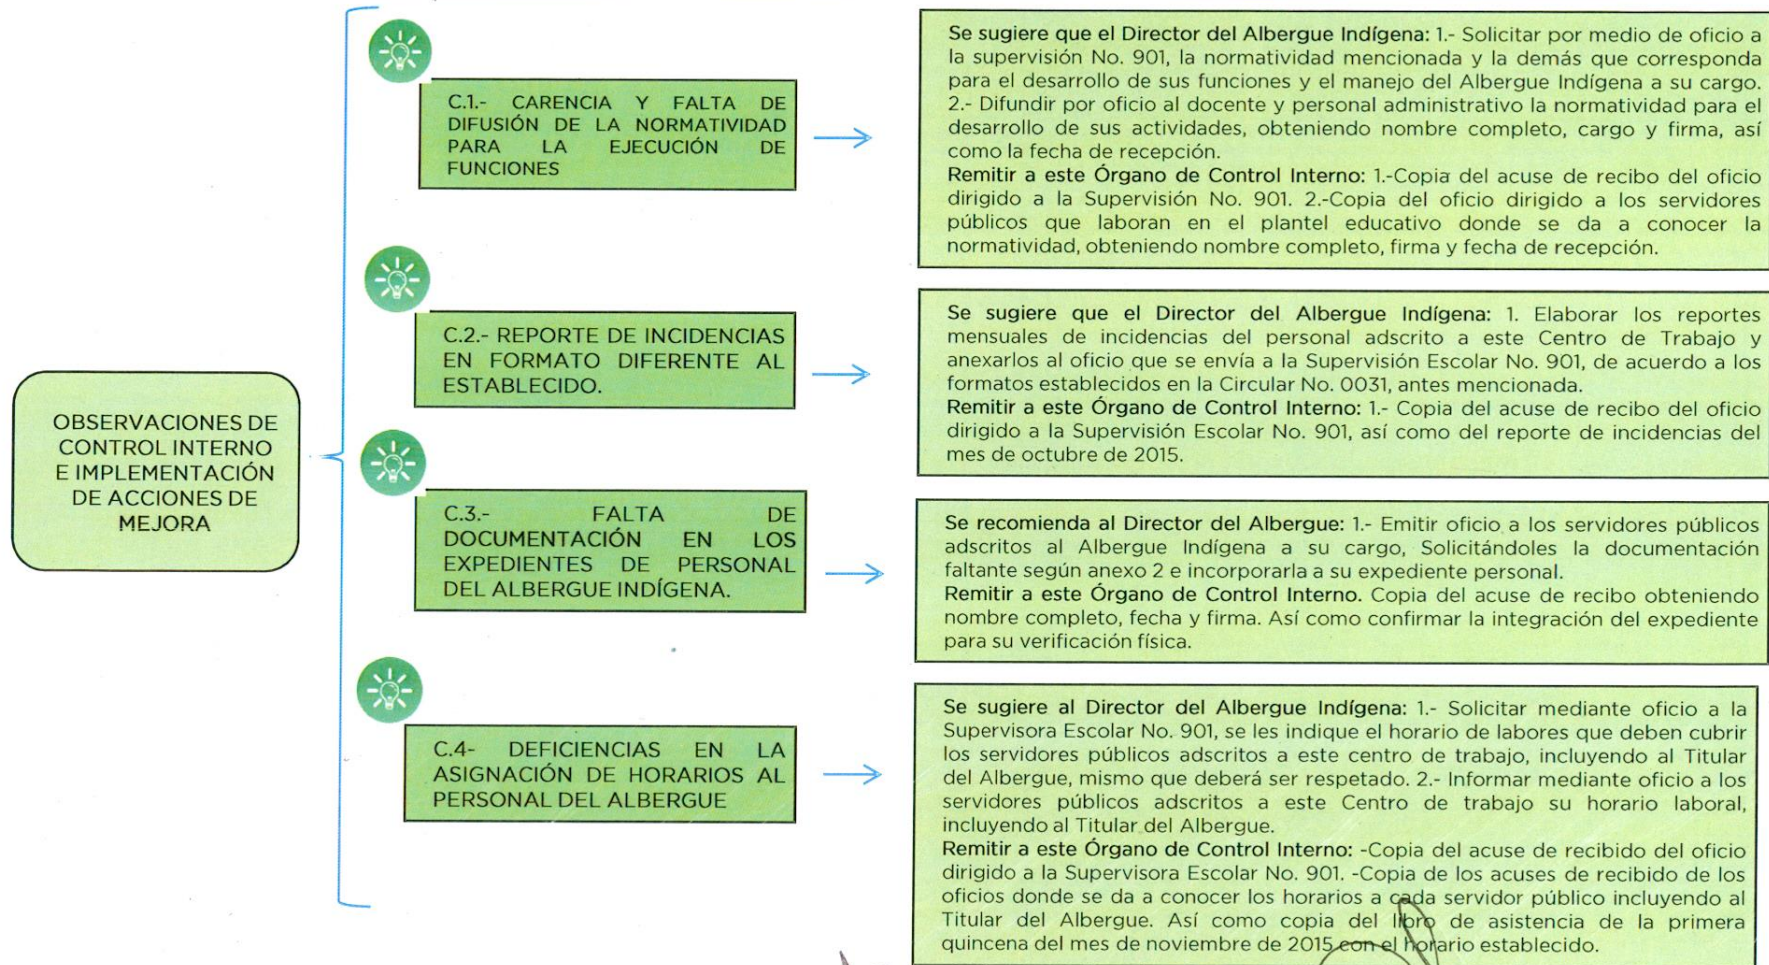 OBSERVACIONES DE
CONTROL INTERNO
E IMPLEMENTACIÓN
DE ACCIONES DE
MEJORA
C.1.- CARENCIA Y FALTA DE
DIFUSIÓN DE LA NORMATIVIDAD
PARA LA EJECUCIÓN DE
FUNCIONES
Se sugiere que el Director del Albergue Indígena: 1.- Solicitar por medio de oficio a
la supervisión No. 901, la normatividad mencionada y la demás que corresponda
para el desarrollo de sus funciones y el manejo del Albergue Indígena a su cargo.
2.- Difundir por oficio al docente y personal administrativo la normatividad para el
desarrollo de sus actividades, obteniendo nombre completo, cargo y firma, así
como la fecha de recepción.
Remitir a este Órgano de Control Interno: 1.-Copia del acuse de recibo del oficio
dirigido a la Supervisión No. 901. 2.-Copia del oficio dirigido a los servidores
públicos que laboran en el plantel educativo donde se da a conocer la
normatividad, obteniendo nombre completo, firma y fecha de recepción.
C.2.- REPORTE DE INCIDENCIAS
EN FORMATO DIFERENTE AL
ESTABLECIDO.
Se sugiere que el Director del Albergue Indígena: 1. Elaborar los reportes
mensuales de incidencias del personal adscrito a este Centro de Trabajo y
anexarlos al oficio que se envía a la Supervisión Escolar No. 901, de acuerdo a los
formatos establecidos en la Circular No. 0031, antes mencionada.
Remitir a este Órgano de Control Interno: 1.- Copia del acuse de recibo del oficio
dirigido a la Supervisión Escolar No. 901, así como del reporte de incidencias del
mes de octubre de 2015.
C.3.- FALTA DE
DOCUMENTACIÓN EN LOS
EXPEDIENTES DE PERSONAL
DEL ALBERGUE INDÍGENA.
Se recomienda al Director del Albergue: 1.- Emitir oficio a los servidores públicos
adscritos al Albergue Indígena a su cargo, Solicitándoles la documentación
faltante según anexo 2 e incorporarla a su expediente personal.
Remitir a este Órgano de Control Interno. Copia del acuse de recibo obteniendo
nombre completo, fecha y firma. Así como confirmar la integración del expediente
para su verificación física.
C.4- DEFICIENCIAS EN LA
ASIGNACIÓN DE HORARIOS AL
PERSONAL DEL ALBERGUE
Se sugiere al Director del Albergue Indígena: 1.- Solicitar mediante oficio a la
Supervisora Escolar No. 901, se les indique el horario de labores que deben cubrir
los servidores públicos adscritos a este centro de trabajo, incluyendo al Titular
del Albergue, mismo que deberá ser respetado. 2.- Informar mediante oficio a los
servidores públicos adscritos a este Centro de trabajo su horario laboral,
incluyendo al Titular del Albergue.
Remitir a este Órgano de Control Interno: -Copia del acuse de recibido del oficio
dirigido a la Supervisora Escolar No. 901. -Copia de los acuses de recibido de los
oficios donde se da a conocer los horarios a cada servidor público incluyendo al
Titular del Albergue. Así como copia del libro de asistencia de la primera
quincena del mes de noviembre de 2015 con el horario establecido.